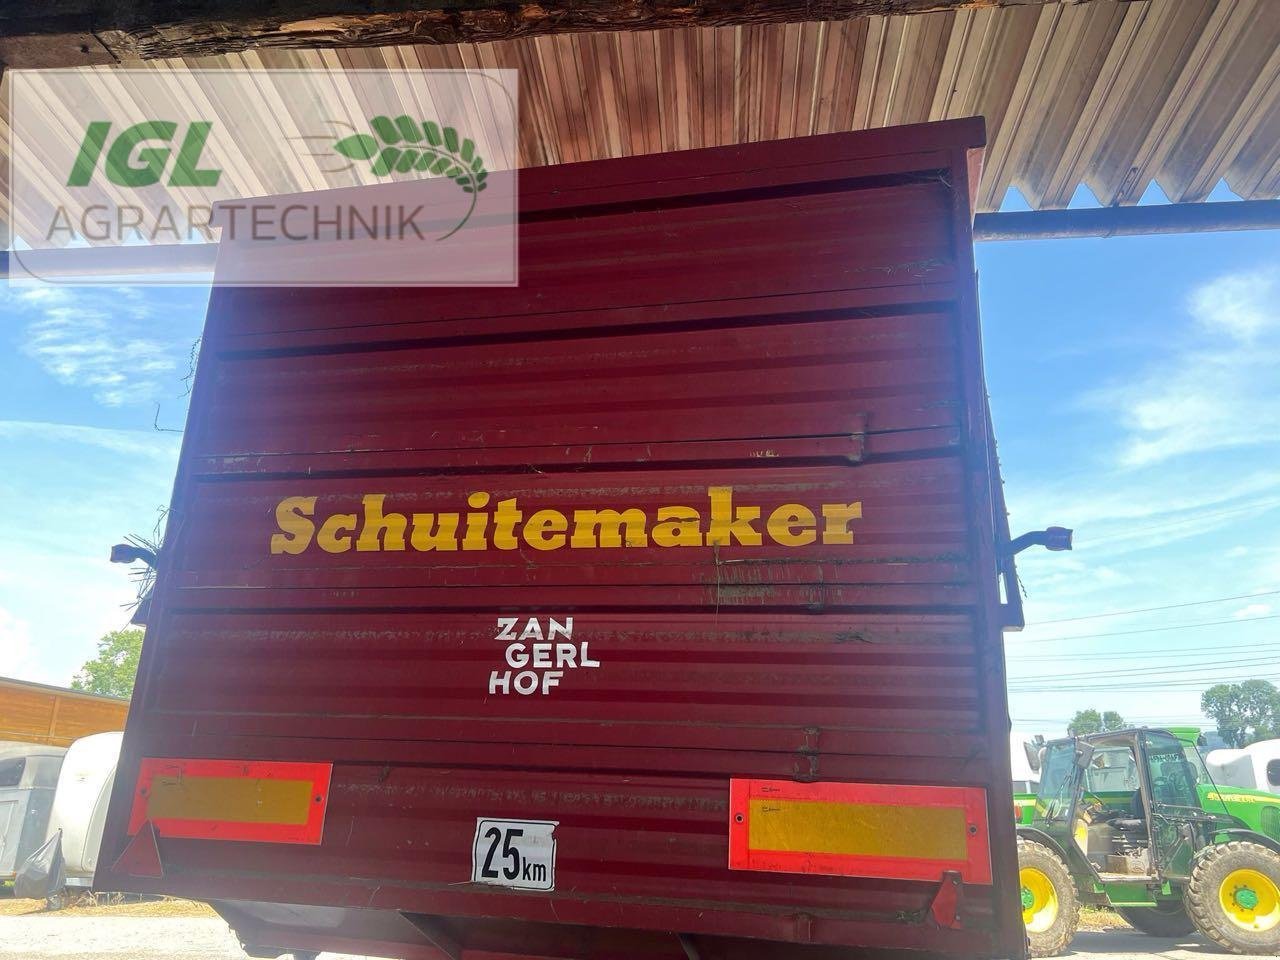 IGL
AGRARTECHNIK
Schuitemaker
ZAN
GERL
HOF
25km